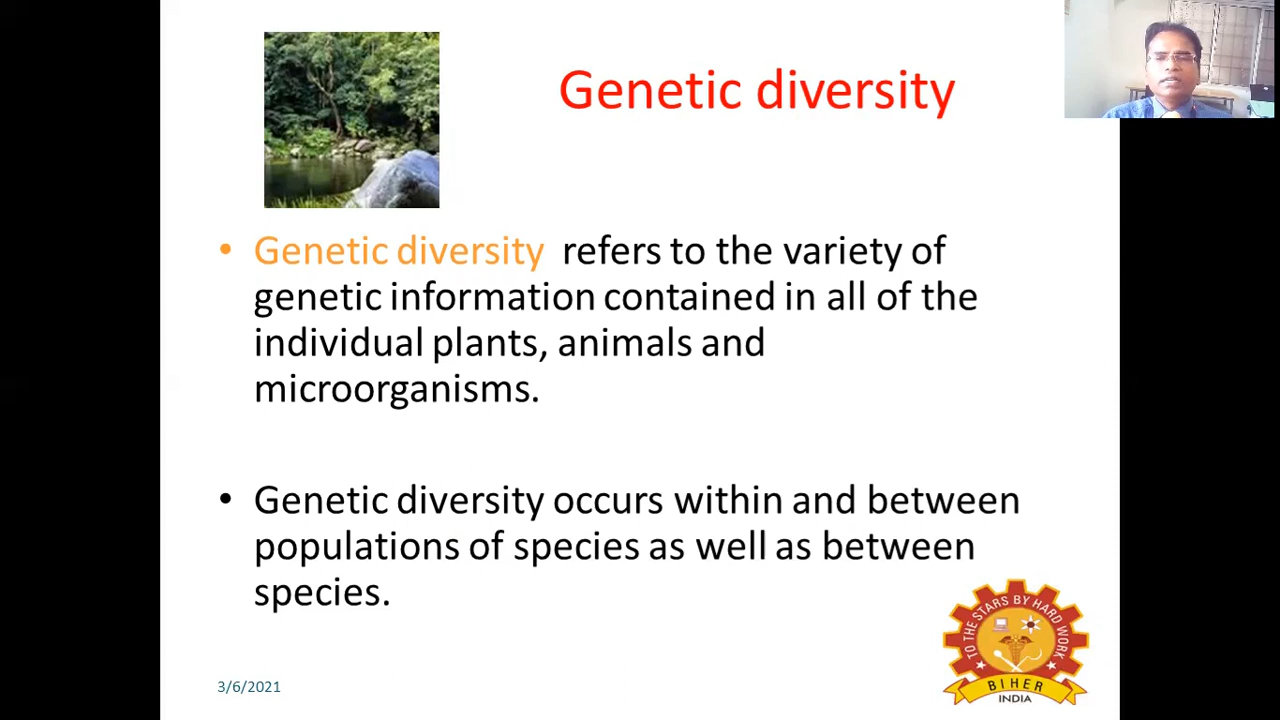 Genetic diversity
• Genetic diversity refers to the variety of
genetic information contained in all of the
individual plants, animals and
microorganisms.
• Genetic diversity occurs within and between
populations of species as well as between
species.
TO THE STARS BY HARD WORK
BIHER
INDIA
3/6/2021